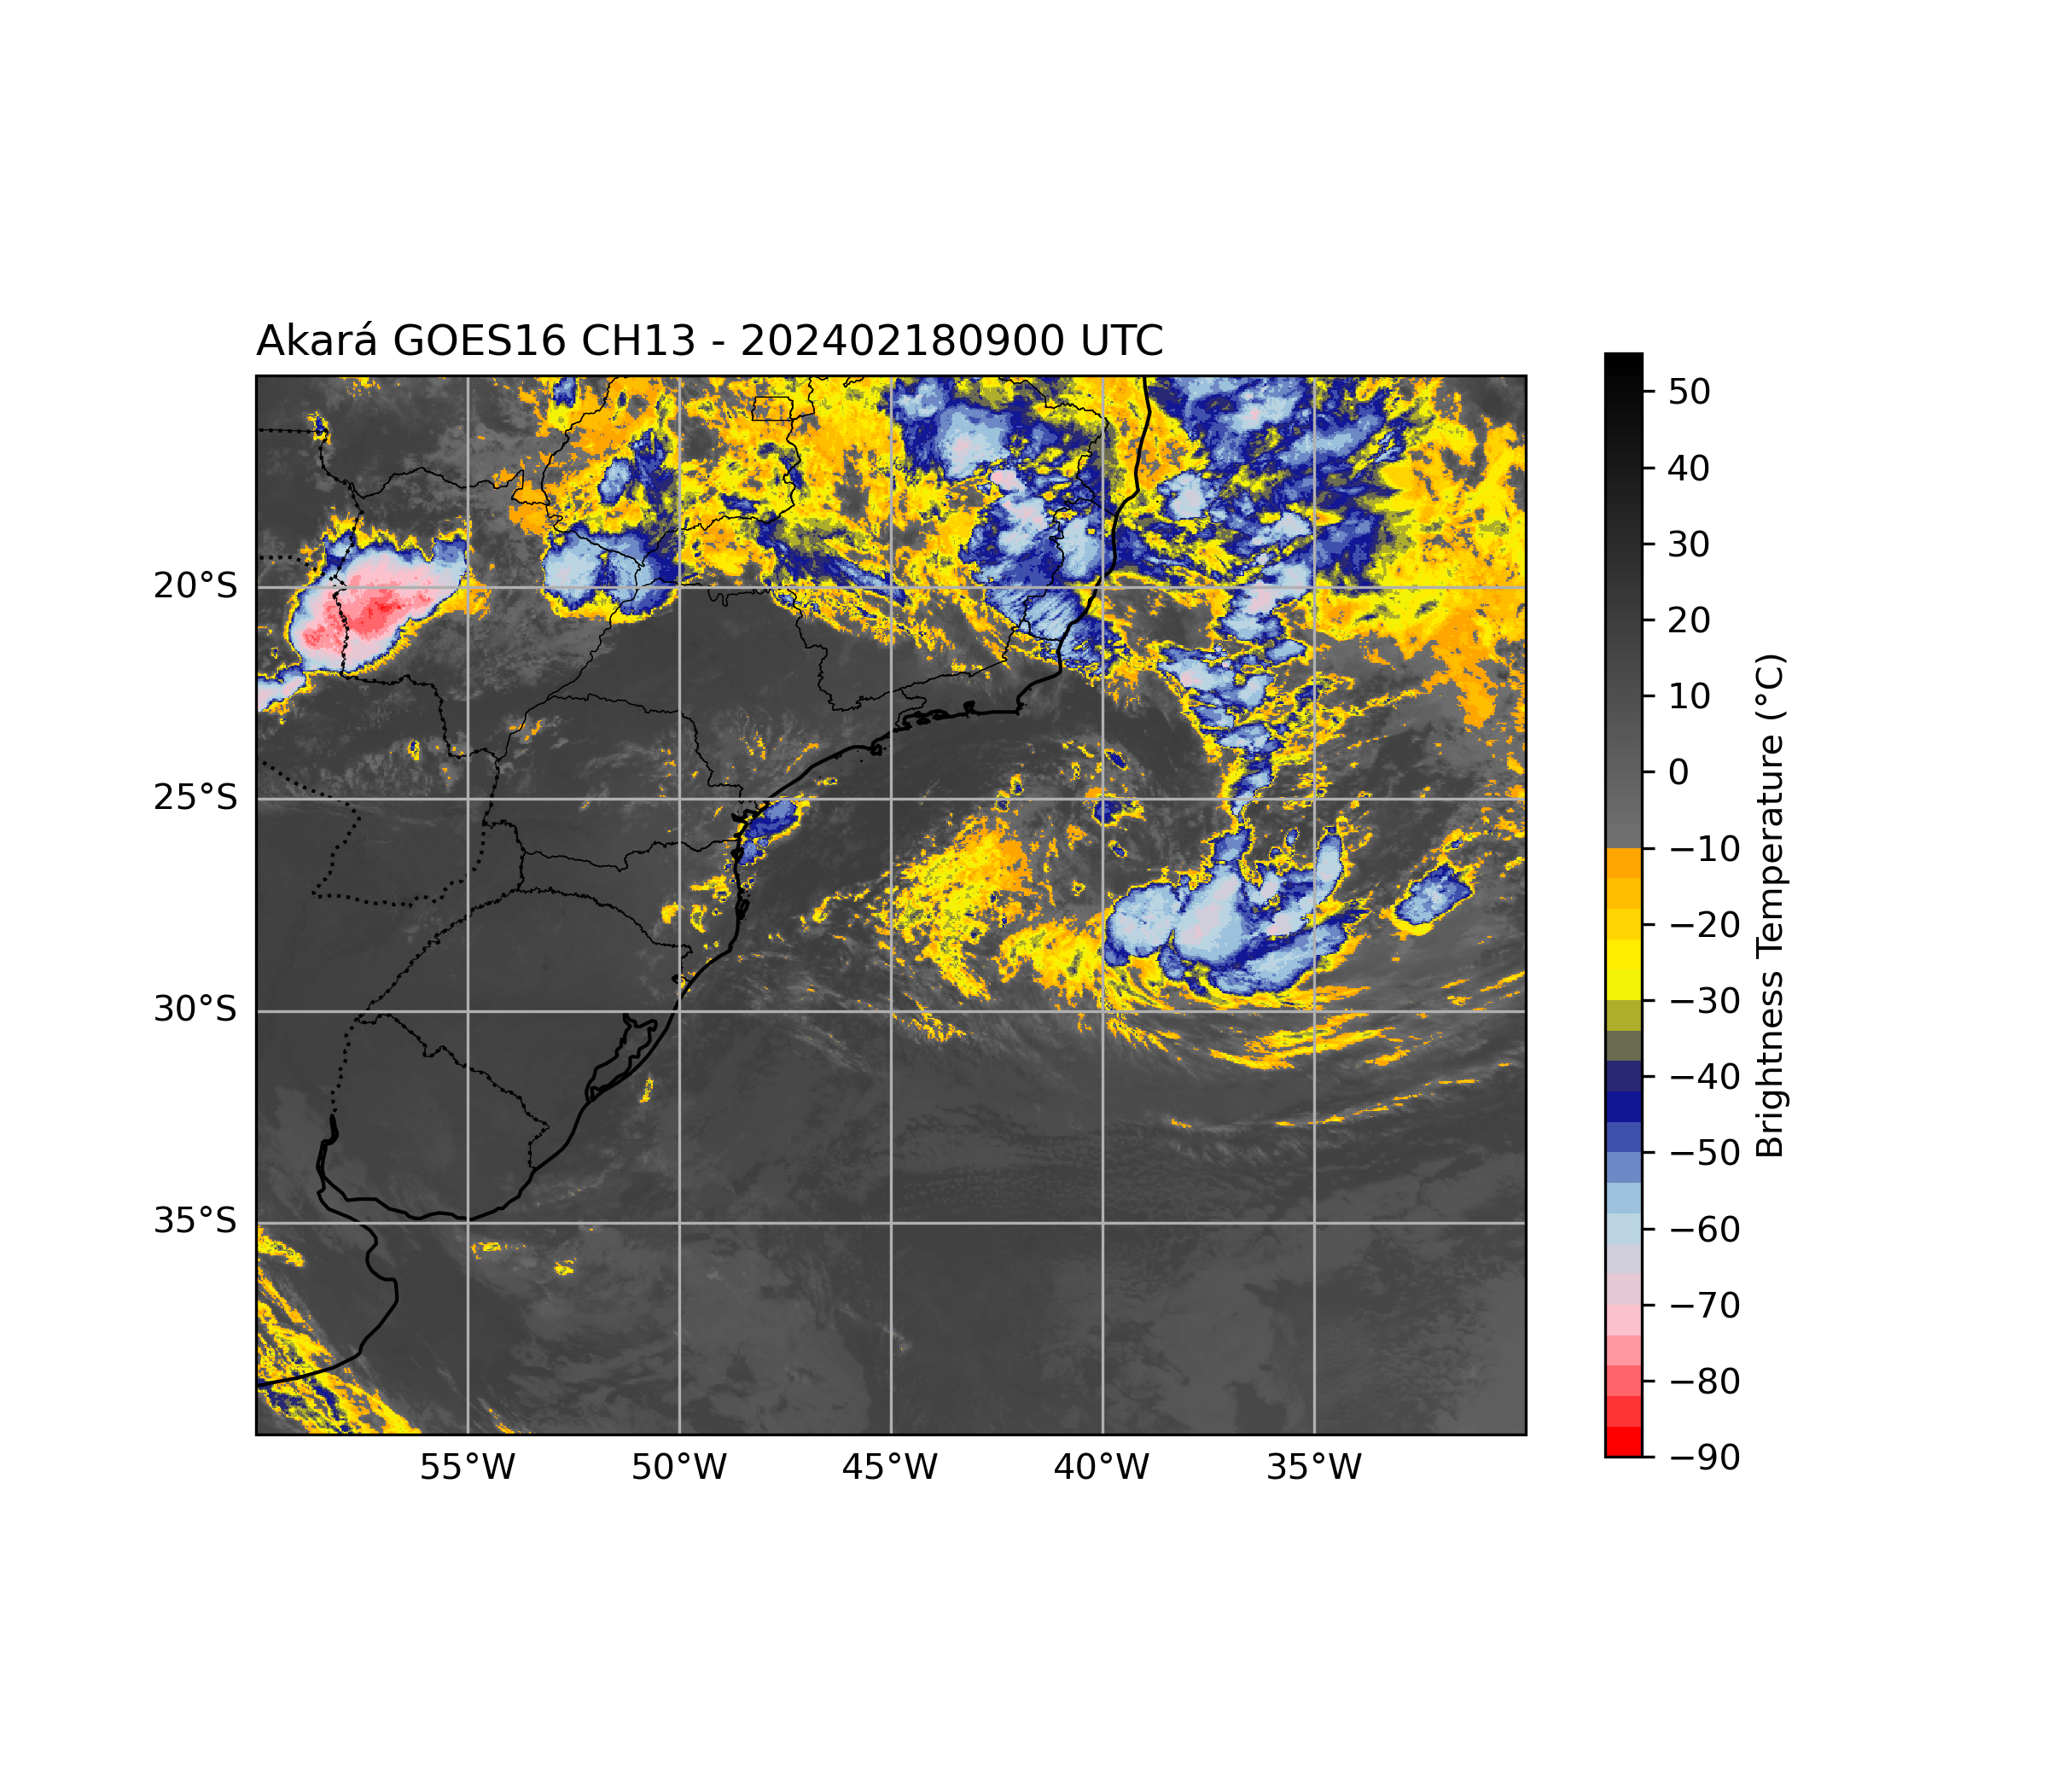 Akará GOES16 CH13 - 202402180900 UTC
20°S
25°S
30°S
35°S
55°W 50°W 45°W 40°W 35°W
50
40
30
20
10
0
−10
−20
−30
−40
−50
−60
−70
−80
−90
Brightness Temperature (°C)